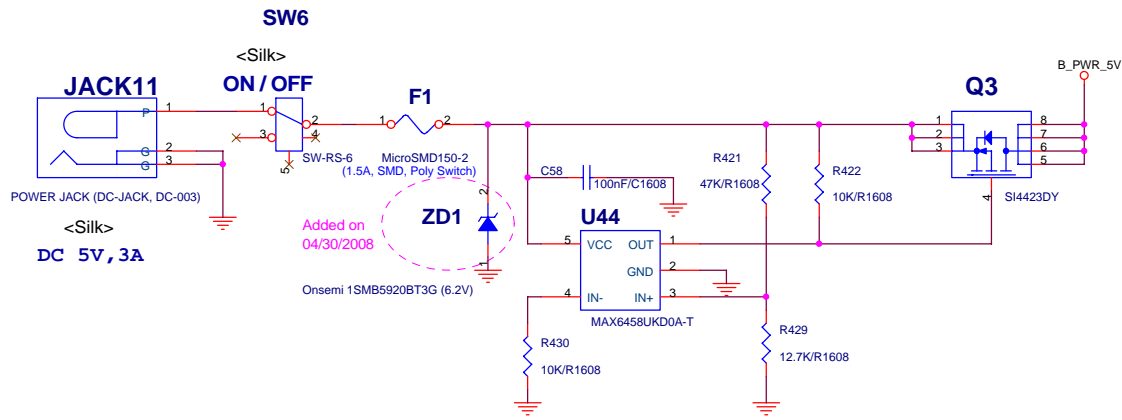 SW6
<Silk>
ON / OFF
JACK11
P
1
G
2
G
3
POWER JACK (DC-JACK, DC-003)
<Silk>
DC 5V,3A
1
2
3
4
5
SW-RS-6
F1
1
2
MicroSMD150-2
(1.5A, SMD, Poly Switch)
Added on
04/30/2008
ZD1
2
1
Onsemi 1SMB5920BT3G (6.2V)
C58
100nF/C1608
U44
5
VCC
OUT
1
GND
2
4
IN-
IN+
3
MAX6458UKD0A-T
R430
10K/R1608
R421
47K/R1608
R422
10K/R1608
R429
12.7K/R1608
Q3
1
2
3
8
7
6
5
4
SI4423DY
B_PWR_5V